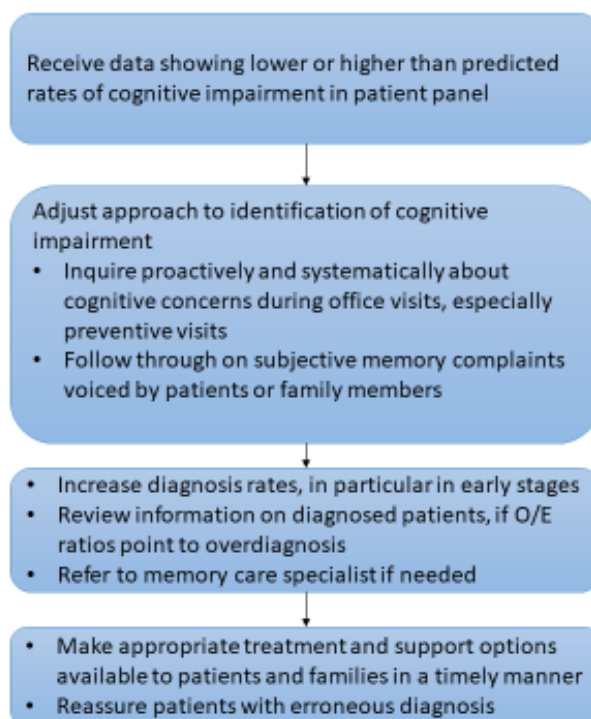 Receive data showing lower or higher than predicted
rates of cognitive impairment in patient panel
Adjust approach to identification of cognitive
impairment
• Inquire proactively and systematically about
cognitive concerns during office visits, especially
preventive visits
• Follow through on subjective memory complaints
voiced by patients or family members
• Increase diagnosis rates, in particular in early stages
• Review information on diagnosed patients, if O/E
ratios point to overdiagnosis
• Refer to memory care specialist if needed
• Make appropriate treatment and support options
available to patients and families in a timely manner
• Reassure patients with erroneous diagnosis